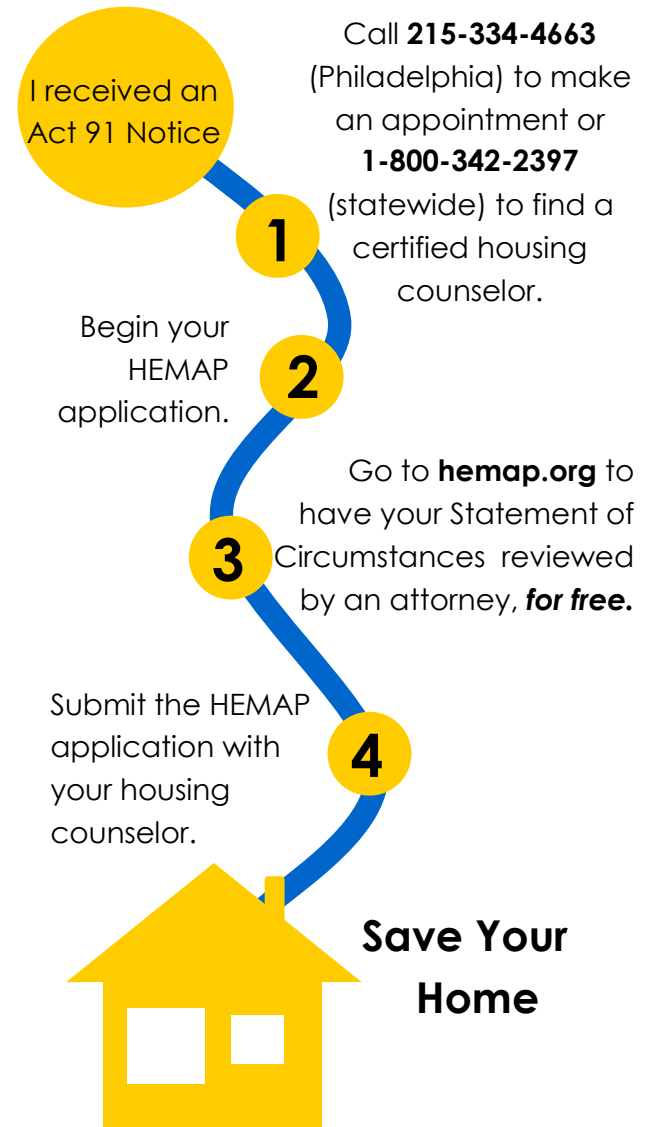 I received an
Act 91 Notice
Call 215-334-4663
(Philadelphia) to make
an appointment or
1-800-342-2397
(statewide) to find a
certified housing
counselor.
1
Begin your
HEMAP
application.
2
Go to hemap.org to
have your Statement of
Circumstances reviewed
by an attorney, for free.
3
Submit the HEMAP
application with
your housing
counselor.
4
Save Your
Home